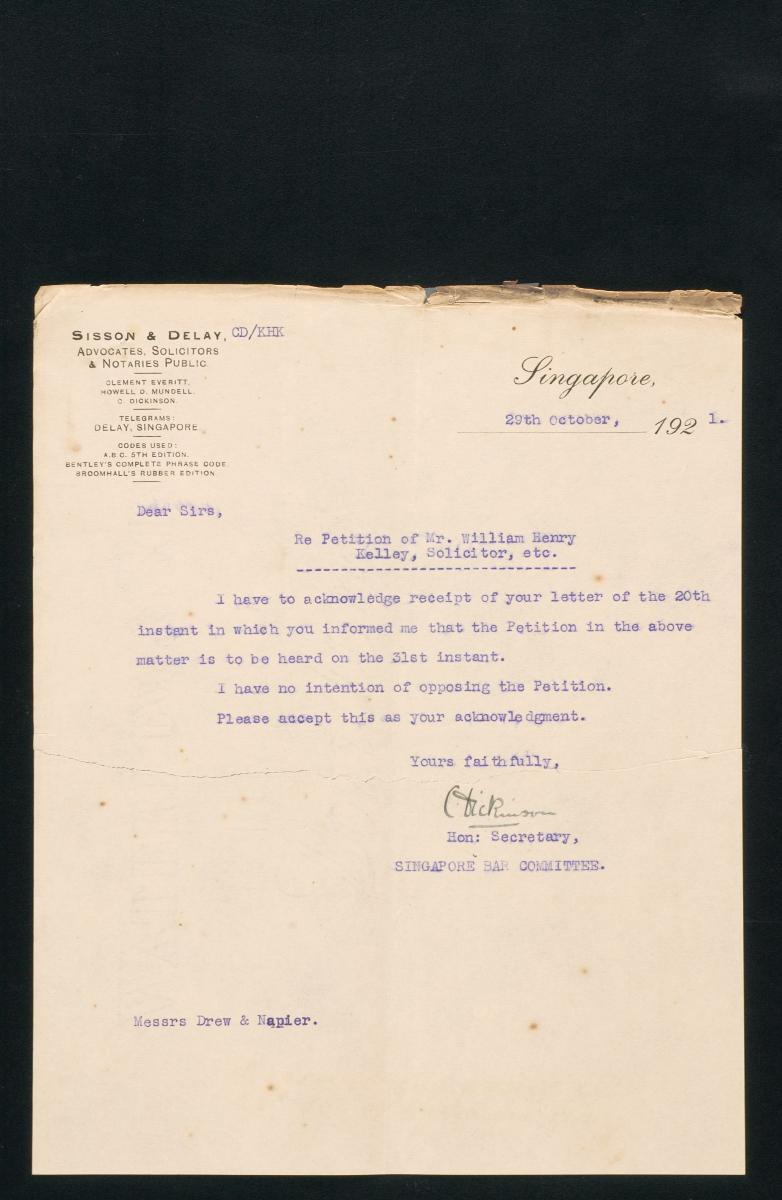 SISSON & DELAY,
CD/KHK
ADVOCATES, SOLICITORS
& NOTARIES PUBLIC
CLEMENT EVERITT.
HOWELL D. MUNDELL.
C. DICKINSON.
TELEGRAMS:
DELAY, SINGAPORE
CODES USED:
A.B.C. 5TH EDITION.
BENTLEY'S COMPLETE PHRASE CODE.
BROOMHALL'S RUBBER EDITION
Singapore,
29th October, 1921.
Dear Sirs,
Re Petition of Mr. William Henry
Kelley, Solicitor, etc.
I have to acknowledge receipt of your letter of the 20th
instant in which you informed me that the Petition in the above
matter is to be heard on the 31st instant.
I have no intention of opposing the Petition.
Please accept this as your acknowledgment.
Yours faithfully,
C Dickinson
Hon: Secretary,
SINGAPORE BAR COMMITTEE.
Messrs Drew & Napier.